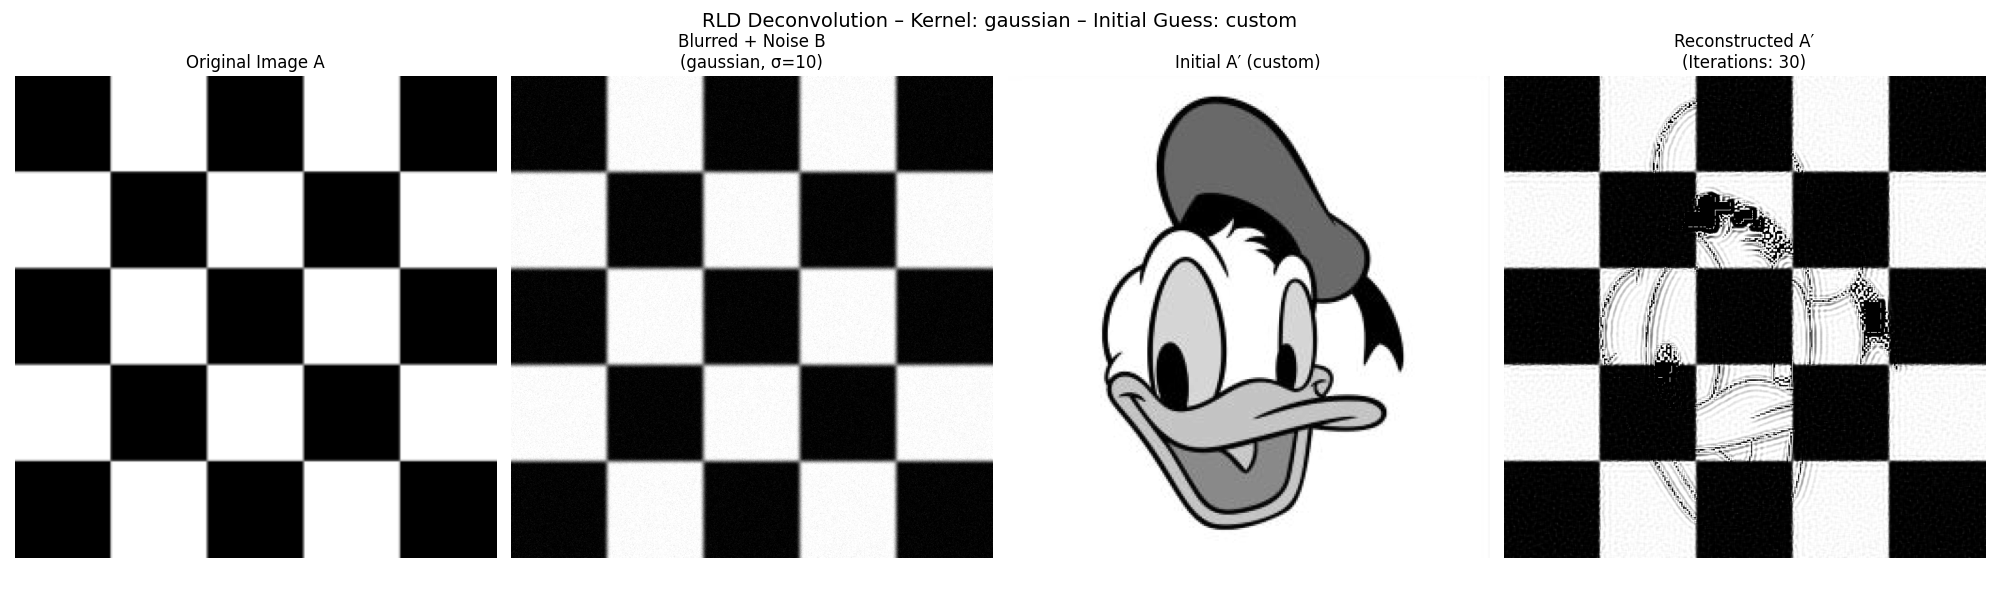 RLD Deconvolution – Kernel: gaussian – Initial Guess: custom
Original Image A
Blurred + Noise B
(gaussian, σ=10)
Initial A′ (custom)
Reconstructed A′
(Iterations: 30)